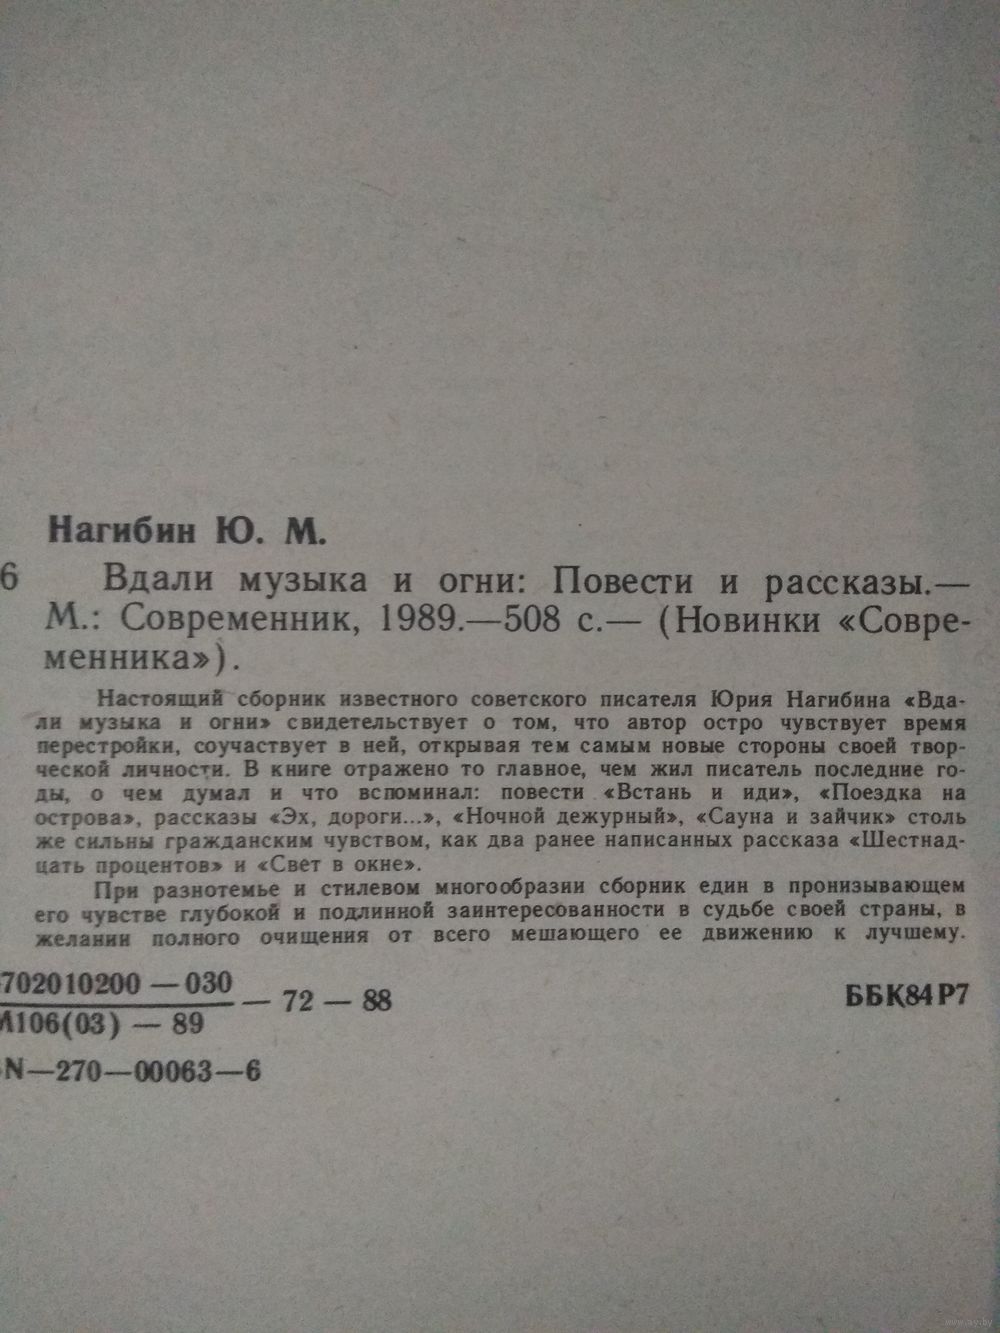 Нагибин Ю. М.
6 Вдали музыка и огни: Повести и рассказы.—
М.: Современник, 1989.—508 с.— (Новинки «Совре-
менника»).
Настоящий сборник известного советского писателя Юрия Нагибина «Вда-
ли музыка и огни» свидетельствует о том, что автор остро чувствует время
перестройки, соучаствует в ней, открывая тем самым новые стороны своей твор-
ческой личности. В книге отражено то главное, чем жил писатель последние го-
ды, о чем думал и что вспоминал: повести «Встань и иди», «Поездка на
острова», рассказы «Эх, дороги...», «Ночной дежурный», «Сауна и зайчик» столь
же сильны гражданским чувством, как два ранее написанных рассказа «Шестнад-
цать процентов» и «Свет в окне».
При разнотемье и стилевом многообразии сборник един в пронизывающем
его чувстве глубокой и подлинной заинтересованности в судьбе своей страны, в
желании полного очищения от всего мешающего ее движению к лучшему.
702010200 — 030
М106(03) — 89
— 72 — 88
ББК84Р7
N—270—00063—6
www.ay.by